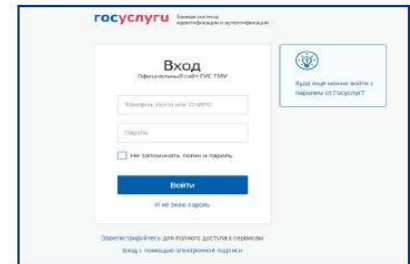 госуслуги
Единая система
идентификации и аутентификации
Вход
Официальный сайт ГИС ГМУ
Телефон, почта или СНИЛС
Пароль
Не запоминать логин и пароль
Войти
Я не знаю пароль
Зарегистрируйтесь для полного доступа к сервисам
Вход с помощью электронной подписи
Куда ещё можно войти с
паролем от Госуслуг?